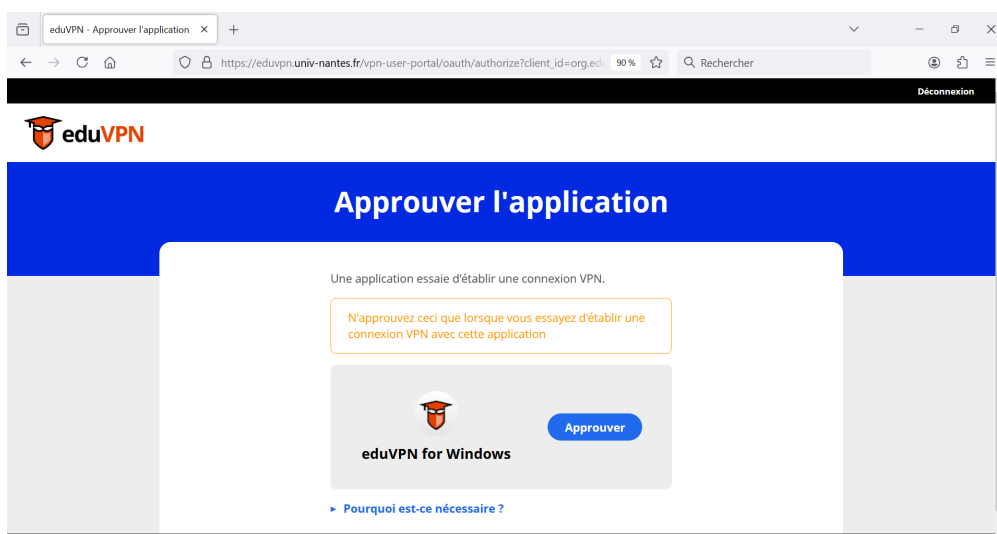 eduVPN - Approuver l'application
https://eduvpn.univ-nantes.fr/vpn-user-portal/oauth/authorize?client_id=org.ed
90 %
Rechercher
Déconnexion
eduVPN
Approuver l'application
Une application essaie d'établir une connexion VPN.
N'approuvez ceci que lorsque vous essayez d'établir une
connexion VPN avec cette application
Approuver
eduVPN for Windows
Pourquoi est-ce nécessaire ?